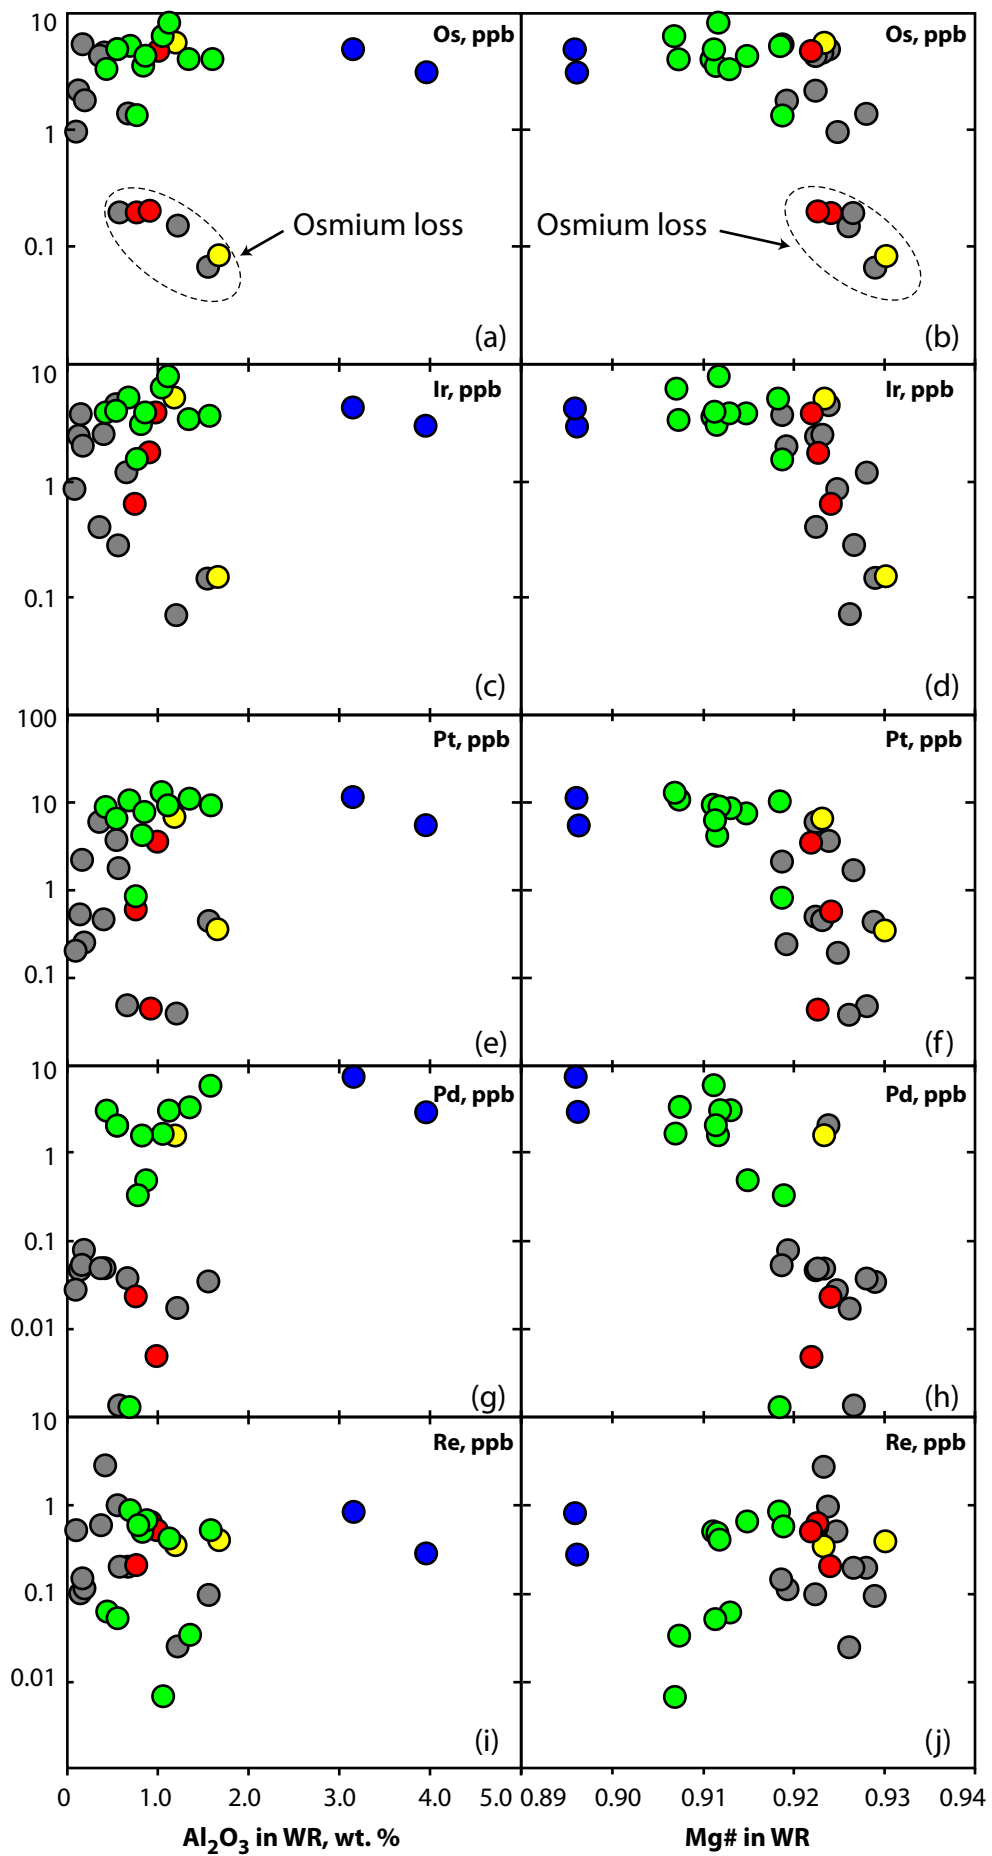 10
Os, ppb
Os, ppb
1
Osmium loss
Osmium loss
0.1
(a)
(b)
10
Ir, ppb
Ir, ppb
1
0.1
(c)
(d)
100
Pt, ppb
Pt, ppb
10
1
0.1
(e)
(f)
10
Pd, ppb
Pd, ppb
1
0.1
0.01
(g)
(h)
10
Re, ppb
Re, ppb
1
0.1
0.01
(i)
(j)
0 1.0 2.0 3.0 4.0 5.0 0.89 0.90 0.91 0.92 0.93 0.94
Al₂O₃ in WR, wt. %
Mg# in WR